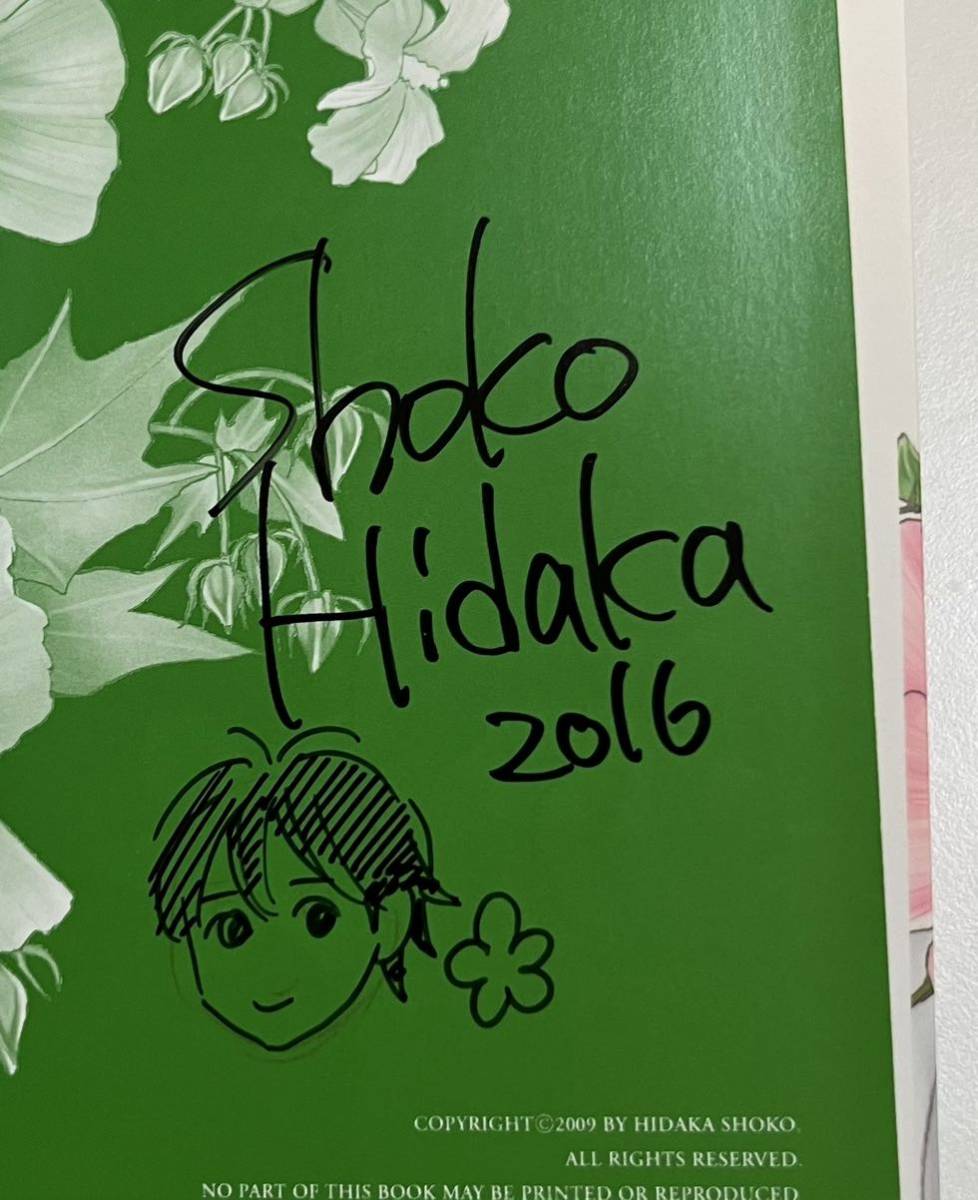 Shoko
Hidaka
2016
COPYRIGHT©2009 BY HIDAKA SHOKO.
ALL RIGHTS RESERVED.
NO PART OF THIS BOOK MAY BE PRINTED OR REPRODUCED